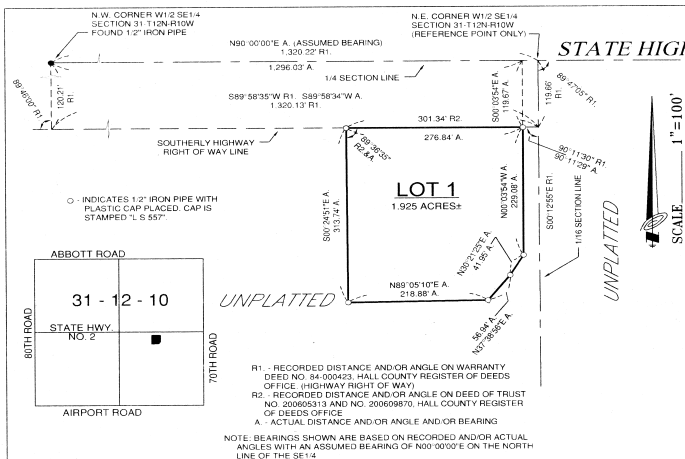 N.W. CORNER W1/2 SE1/4
SECTION 31-T12N-R10W
FOUND 1/2" IRON PIPE
N.E. CORNER W1/2 SE1/4
SECTION 31-T12N-R10W
(REFERENCE POINT ONLY)
STATE HIG
N90°00'00"E A. (ASSUMED BEARING)
1,320.22' R1.
1,296.03' A.
1/4 SECTION LINE
89°46'00" R1.
120.21' R1.
S89°58'35"W R1. S89°58'34"W A.
1,320.13' R1.
S00°03'54"E A.
119.67' A.
119.66' R1.
89°47'05" R1.
SOUTHERLY HIGHWAY
RIGHT OF WAY LINE
301.34' R2.
276.84' A.
89°36'35"
R2.&A.
90°11'30" R1.
90°11'29" A.
LOT 1
1.925 ACRES±
S00°24'51"E A.
313.74' A.
N00°03'54"W A.
229.08' A.
S00°12'55"E R1.
1/16 SECTION LINE
UNPLATTED
SCALE 1"=100'
○ - INDICATES 1/2" IRON PIPE WITH
PLASTIC CAP PLACED. CAP IS
STAMPED "L S 557".
N30°21'25"E A.
41.95' A.
N89°05'10"E A.
218.88' A.
56.94' A.
N37°38'56"E A.
UNPLATTED
ABBOTT ROAD
31 - 12 - 10
STATE HWY.
NO. 2
80TH ROAD
70TH ROAD
AIRPORT ROAD
R1. - RECORDED DISTANCE AND/OR ANGLE ON WARRANTY
DEED NO. 84-000423, HALL COUNTY REGISTER OF DEEDS
OFFICE. (HIGHWAY RIGHT OF WAY)
R2. - RECORDED DISTANCE AND/OR ANGLE ON DEED OF TRUST
NO. 200605313 AND NO. 200609870, HALL COUNTY REGISTER
OF DEEDS OFFICE
A. - ACTUAL DISTANCE AND/OR ANGLE AND/OR BEARING
NOTE: BEARINGS SHOWN ARE BASED ON RECORDED AND/OR ACTUAL
ANGLES WITH AN ASSUMED BEARING OF N00°00'00"E ON THE NORTH
LINE OF THE SE1/4